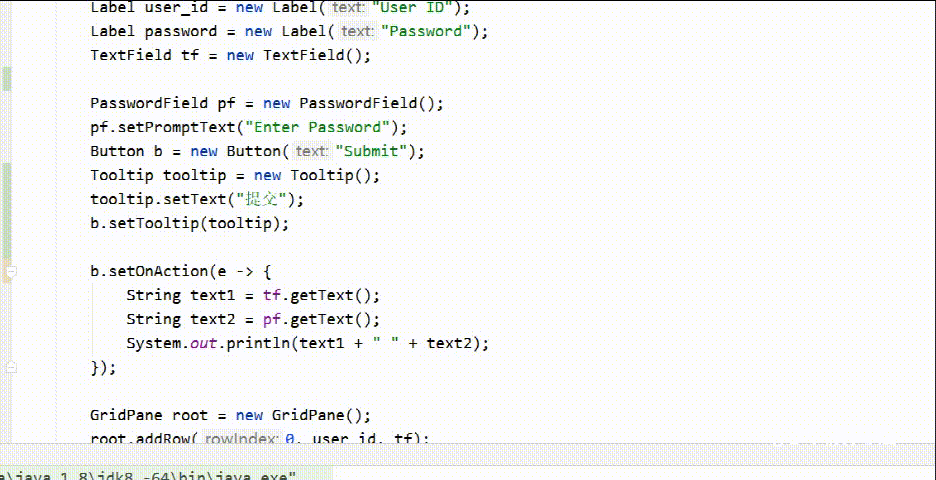 Label user_id = new Label( text: "User ID");
Label password = new Label( text: "Password");
TextField tf = new TextField();
PasswordField pf = new PasswordField();
pf.setPromptText("Enter Password");
Button b = new Button( text: "Submit");
Tooltip tooltip = new Tooltip();
tooltip.setText("提交");
b.setTooltip(tooltip);
b.setOnAction(e -> {
String text1 = tf.getText();
String text2 = pf.getText();
System.out.println(text1 + " " + text2);
});
GridPane root = new GridPane();
root.addRow( rowIndex: 0, user_id, tf);
e\java 1.8\jdk8 -64\bin\java.exe"